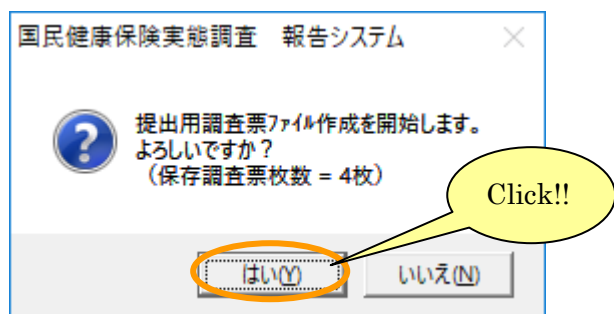 国民健康保険実態調査　報告システム
提出用調査票ﾌｧｲﾙ作成を開始します。
よろしいですか？
（保存調査票枚数 = 4枚）
Click!!
はい(Y)
いいえ(N)